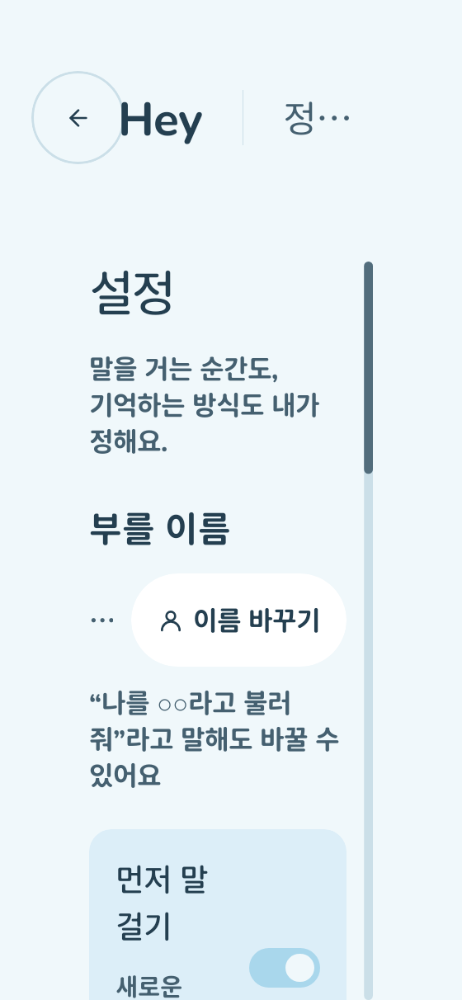 Hey
정…
설정
말을 거는 순간도,
기억하는 방식도 내가
정해요.
부를 이름
… 이름 바꾸기
“나를 ○○라고 불러
줘”라고 말해도 바꿀 수
있어요
먼저 말
걸기
새로운